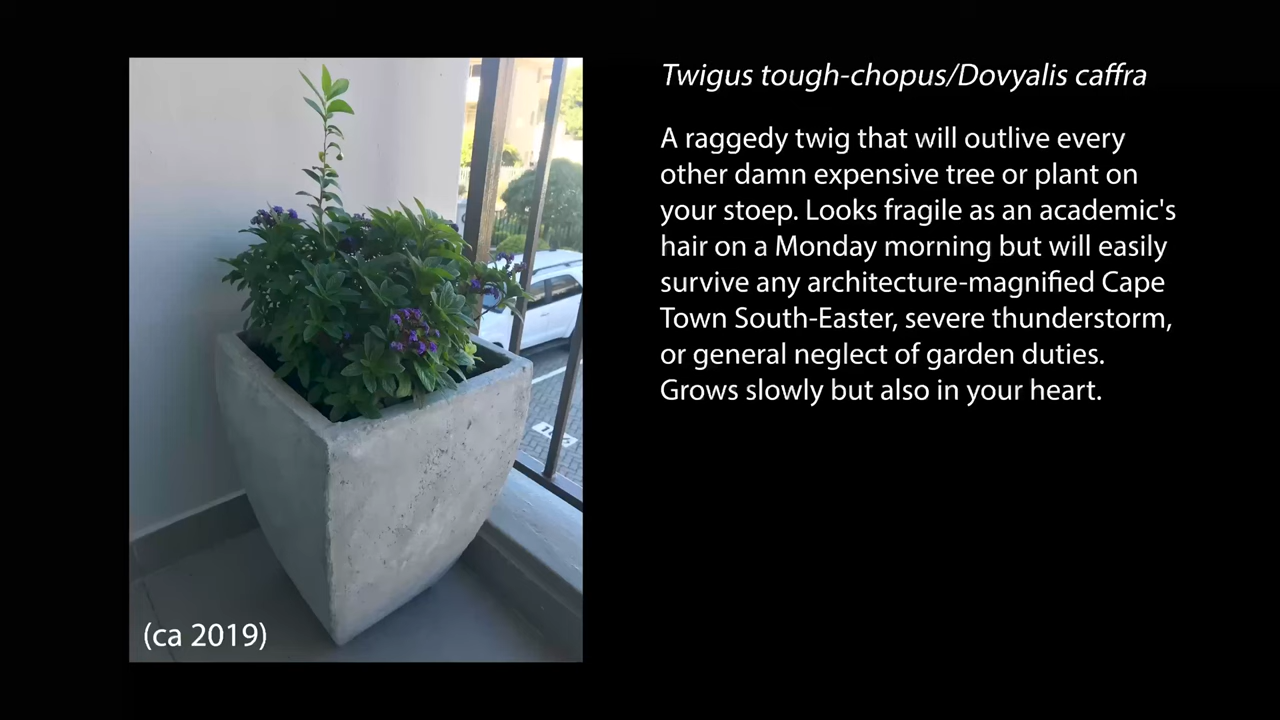 Twigus tough-chopus/Dovyalis caffra
A raggedy twig that will outlive every
other damn expensive tree or plant on
your stoep. Looks fragile as an academic's
hair on a Monday morning but will easily
survive any architecture-magnified Cape
Town South-Easter, severe thunderstorm,
or general neglect of garden duties.
Grows slowly but also in your heart.
(ca 2019)